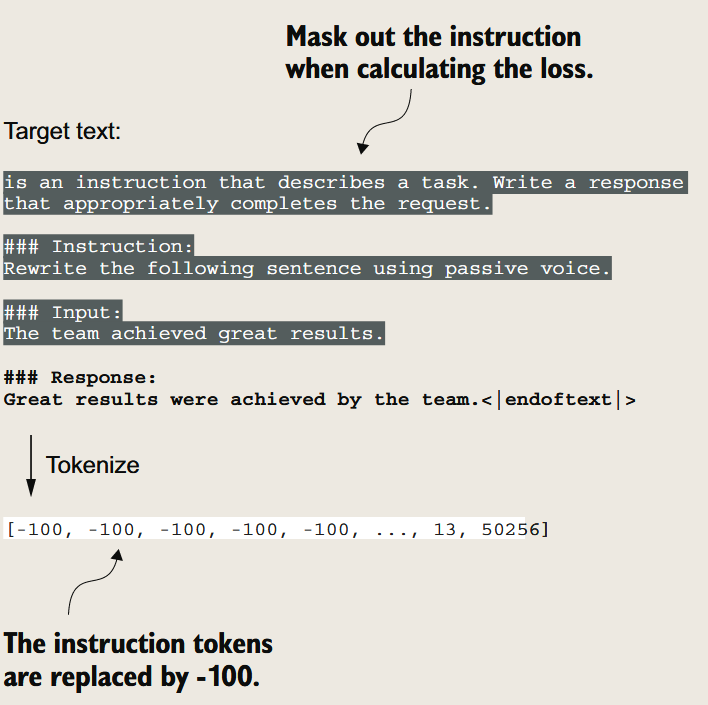 Mask out the instruction
when calculating the loss.
Target text:
is an instruction that describes a task. Write a response
that appropriately completes the request.
### Instruction:
Rewrite the following sentence using passive voice.
### Input:
The team achieved great results.
### Response:
Great results were achieved by the team.<|endoftext|>
Tokenize
[-100, -100, -100, -100, -100, ..., 13, 50256]
The instruction tokens
are replaced by -100.